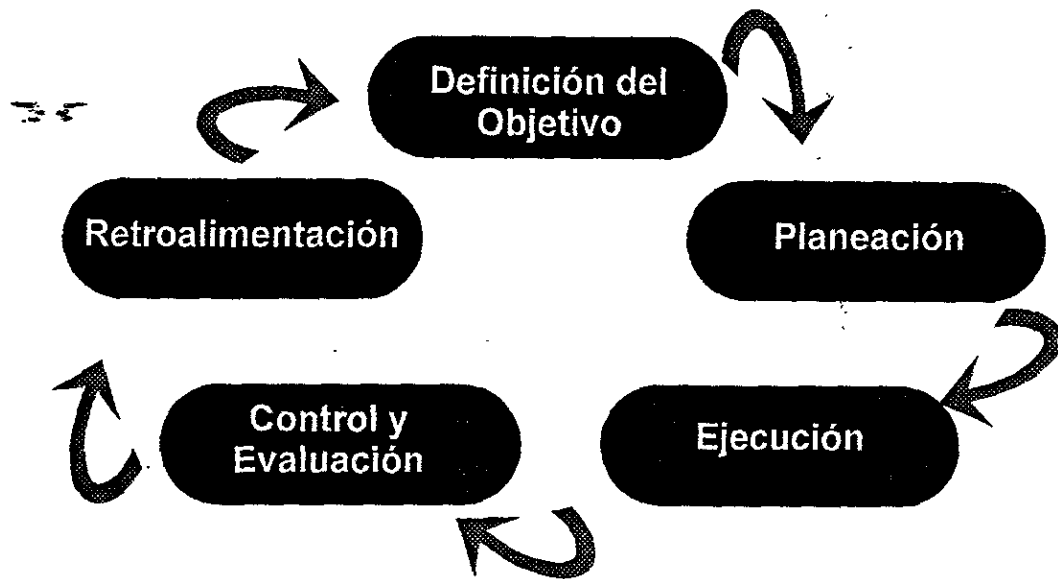 Definición del
Objetivo
Planeación
Ejecución
Control y
Evaluación
Retroalimentación